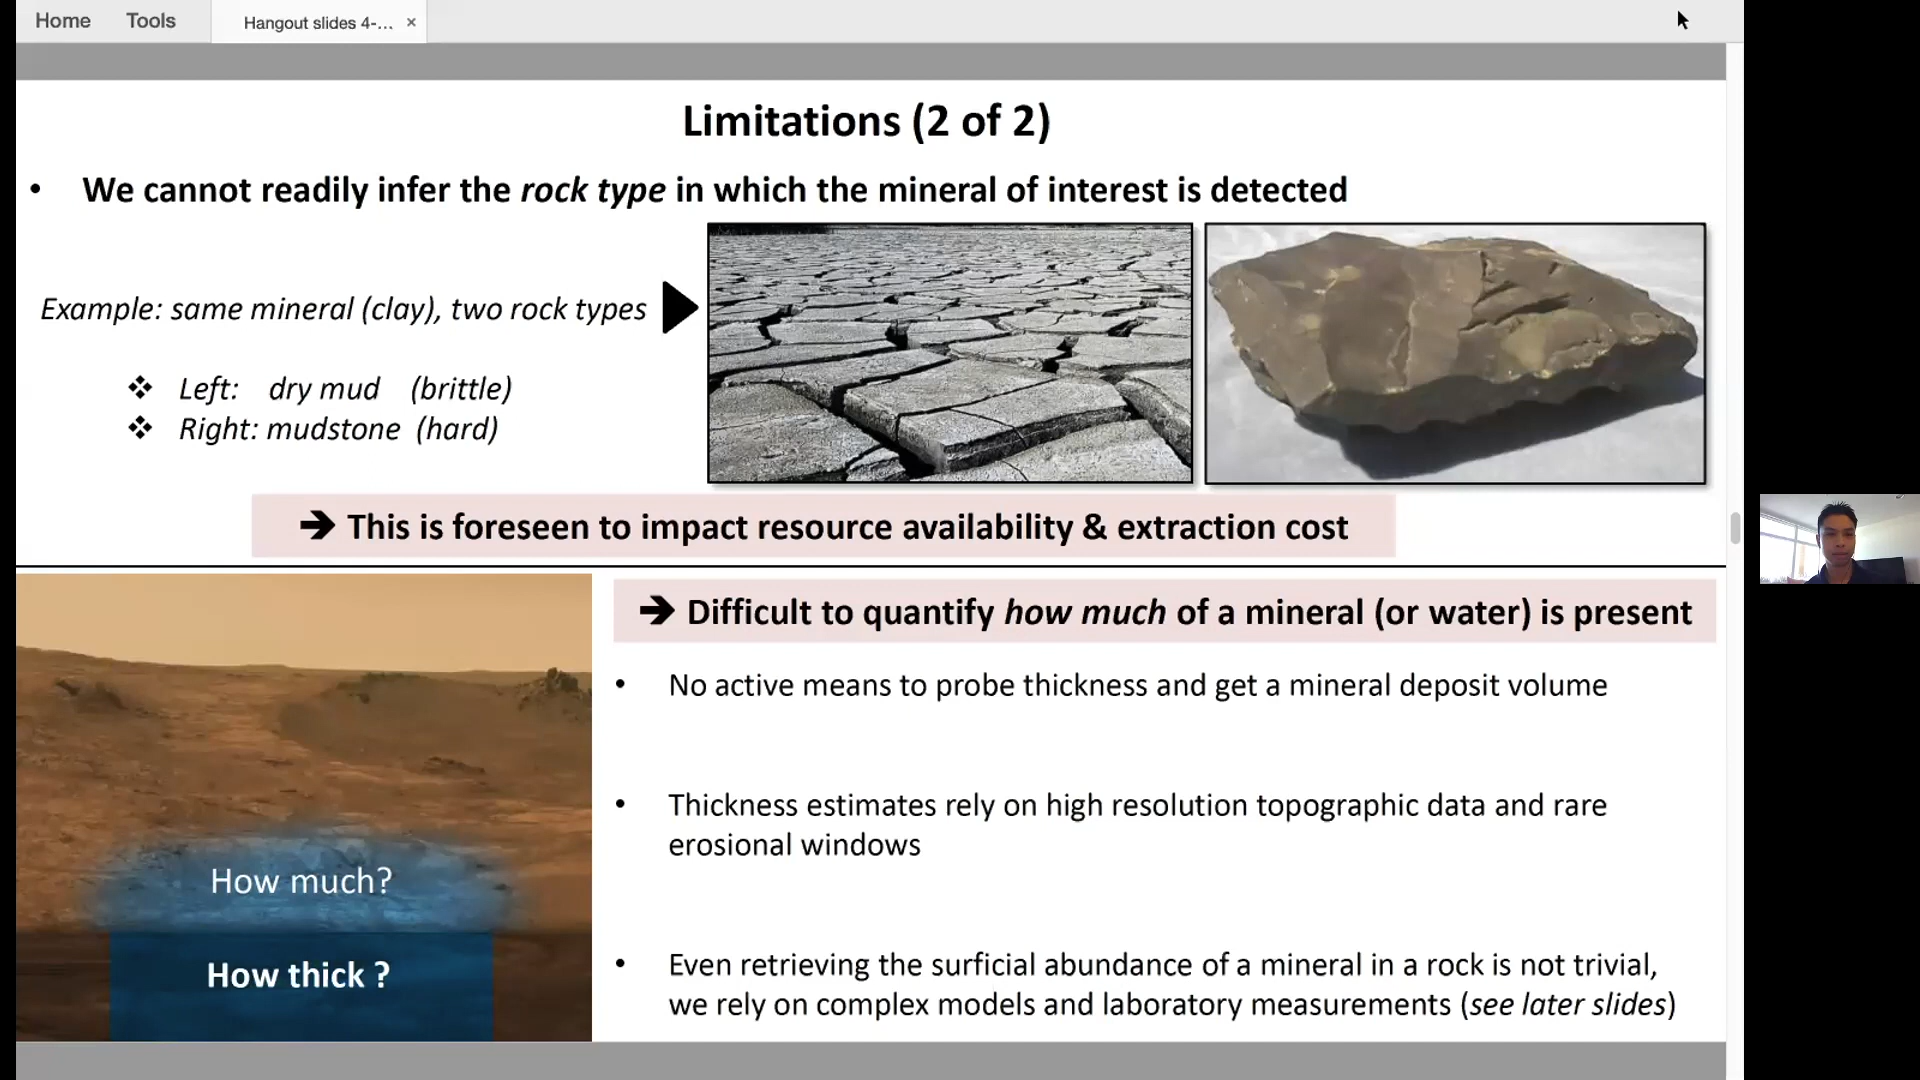 Home Tools Hangout slides 4-... ×
Limitations (2 of 2)
• We cannot readily infer the rock type in which the mineral of interest is detected
Example: same mineral (clay), two rock types
❖ Left: dry mud (brittle)
❖ Right: mudstone (hard)
➔ This is foreseen to impact resource availability & extraction cost
How much?
How thick ?
➔ Difficult to quantify how much of a mineral (or water) is present
• No active means to probe thickness and get a mineral deposit volume
• Thickness estimates rely on high resolution topographic data and rare
erosional windows
• Even retrieving the surficial abundance of a mineral in a rock is not trivial,
we rely on complex models and laboratory measurements (see later slides)